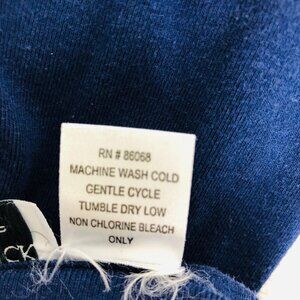 RN # 86068
MACHINE WASH COLD
GENTLE CYCLE
TUMBLE DRY LOW
NON CHLORINE BLEACH
ONLY